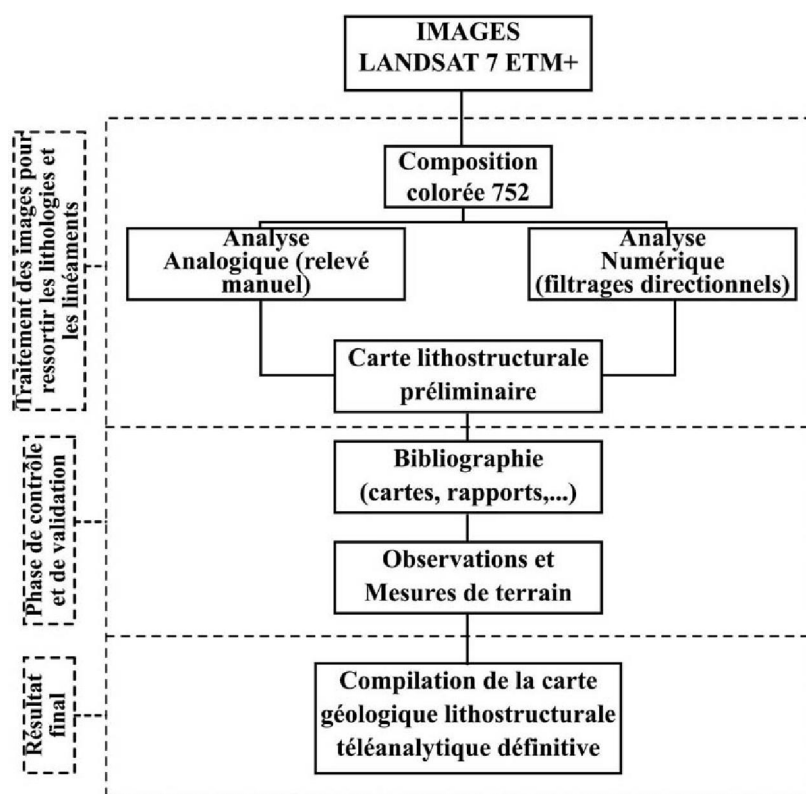 IMAGES
LANDSAT 7 ETM+
Traitement des images pour
ressortir les lithologies et
les linéaments
Composition
colorée 752
Analyse
Analogique (relevé
manuel)
Analyse
Numérique
(filtrages directionnels)
Carte lithostructurale
préliminaire
Phase de contrôle
et de validation
Bibliographie
(cartes, rapports,...)
Observations et
Mesures de terrain
Résultat
final
Compilation de la carte
géologique lithostructurale
téléanalytique définitive